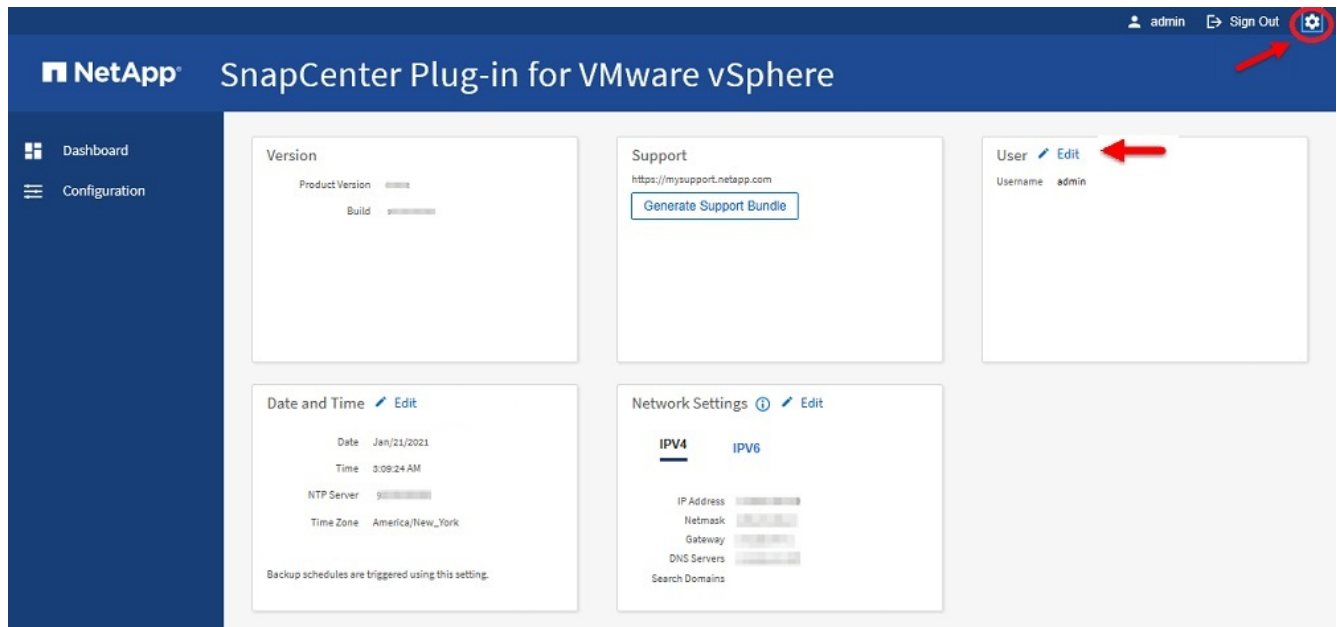 admin Sign Out
NetApp® SnapCenter Plug-in for VMware vSphere
Dashboard
Configuration
Version
Product Version
Build
Support
https://mysupport.netapp.com
Generate Support Bundle
User Edit
Username admin
Date and Time Edit
Date Jan/21/2021
Time 3:09:24 AM
NTP Server
Time Zone America/New_York
Backup schedules are triggered using this setting.
Network Settings Edit
IPV4 IPV6
IP Address
Netmask
Gateway
DNS Servers
Search Domains